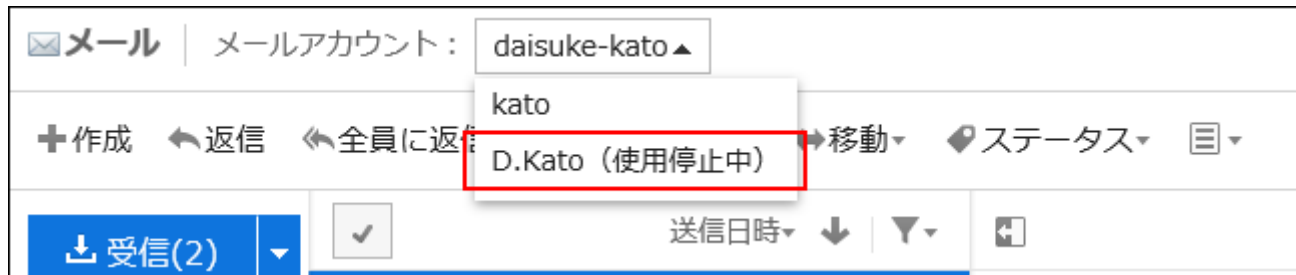 メール メールアカウント： daisuke-kato
kato
作成 返信 全員に返信 移動 ステータス
D.Kato（使用停止中）
受信(2) 送信日時